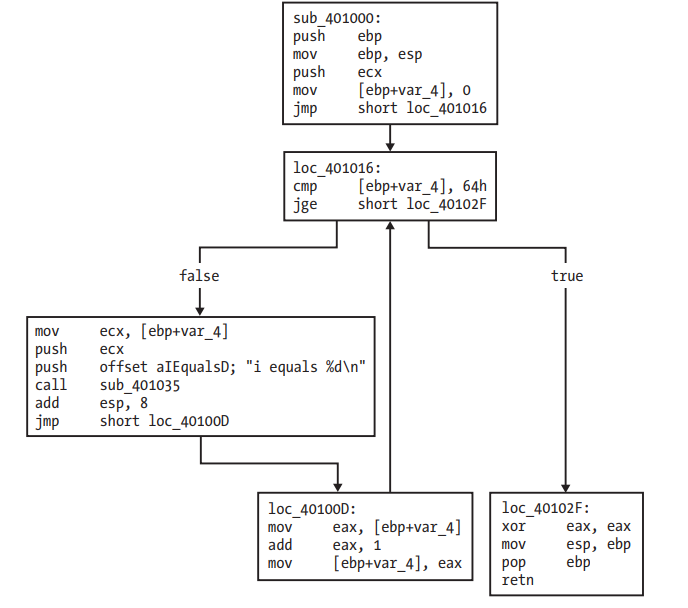 sub_401000:
push ebp
mov ebp, esp
push ecx
mov [ebp+var_4], 0
jmp short loc_401016
loc_401016:
cmp [ebp+var_4], 64h
jge short loc_40102F
false
true
mov ecx, [ebp+var_4]
push ecx
push offset aIEqualsD; "i equals %d\n"
call sub_401035
add esp, 8
jmp short loc_40100D
loc_40100D:
mov eax, [ebp+var_4]
add eax, 1
mov [ebp+var_4], eax
loc_40102F:
xor eax, eax
mov esp, ebp
pop ebp
retn